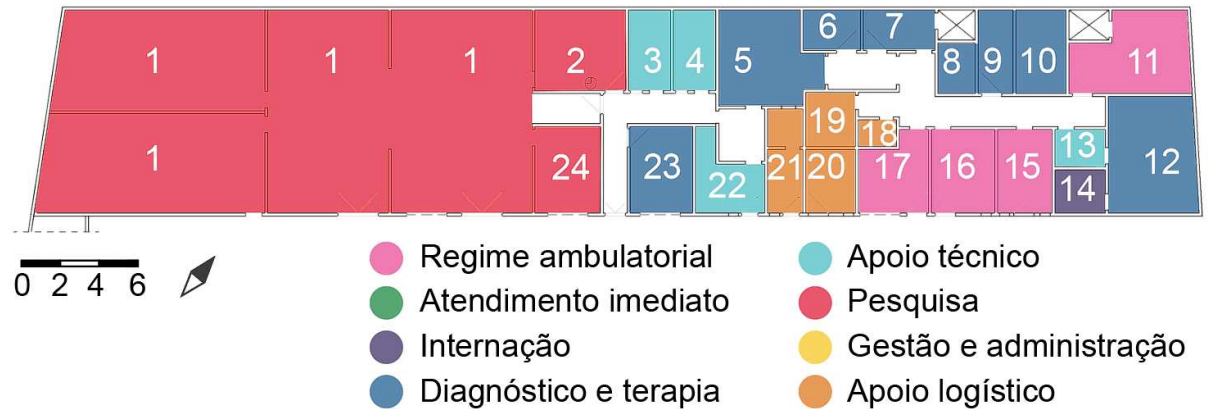 6 7
1 1 1 2 3 4 5 8 9 10 11
19 18
1 24 23 22 21 20 17 16 15 13 14 12
0 2 4 6
Regime ambulatorial
Atendimento imediato
Internação
Diagnóstico e terapia
Apoio técnico
Pesquisa
Gestão e administração
Apoio logístico